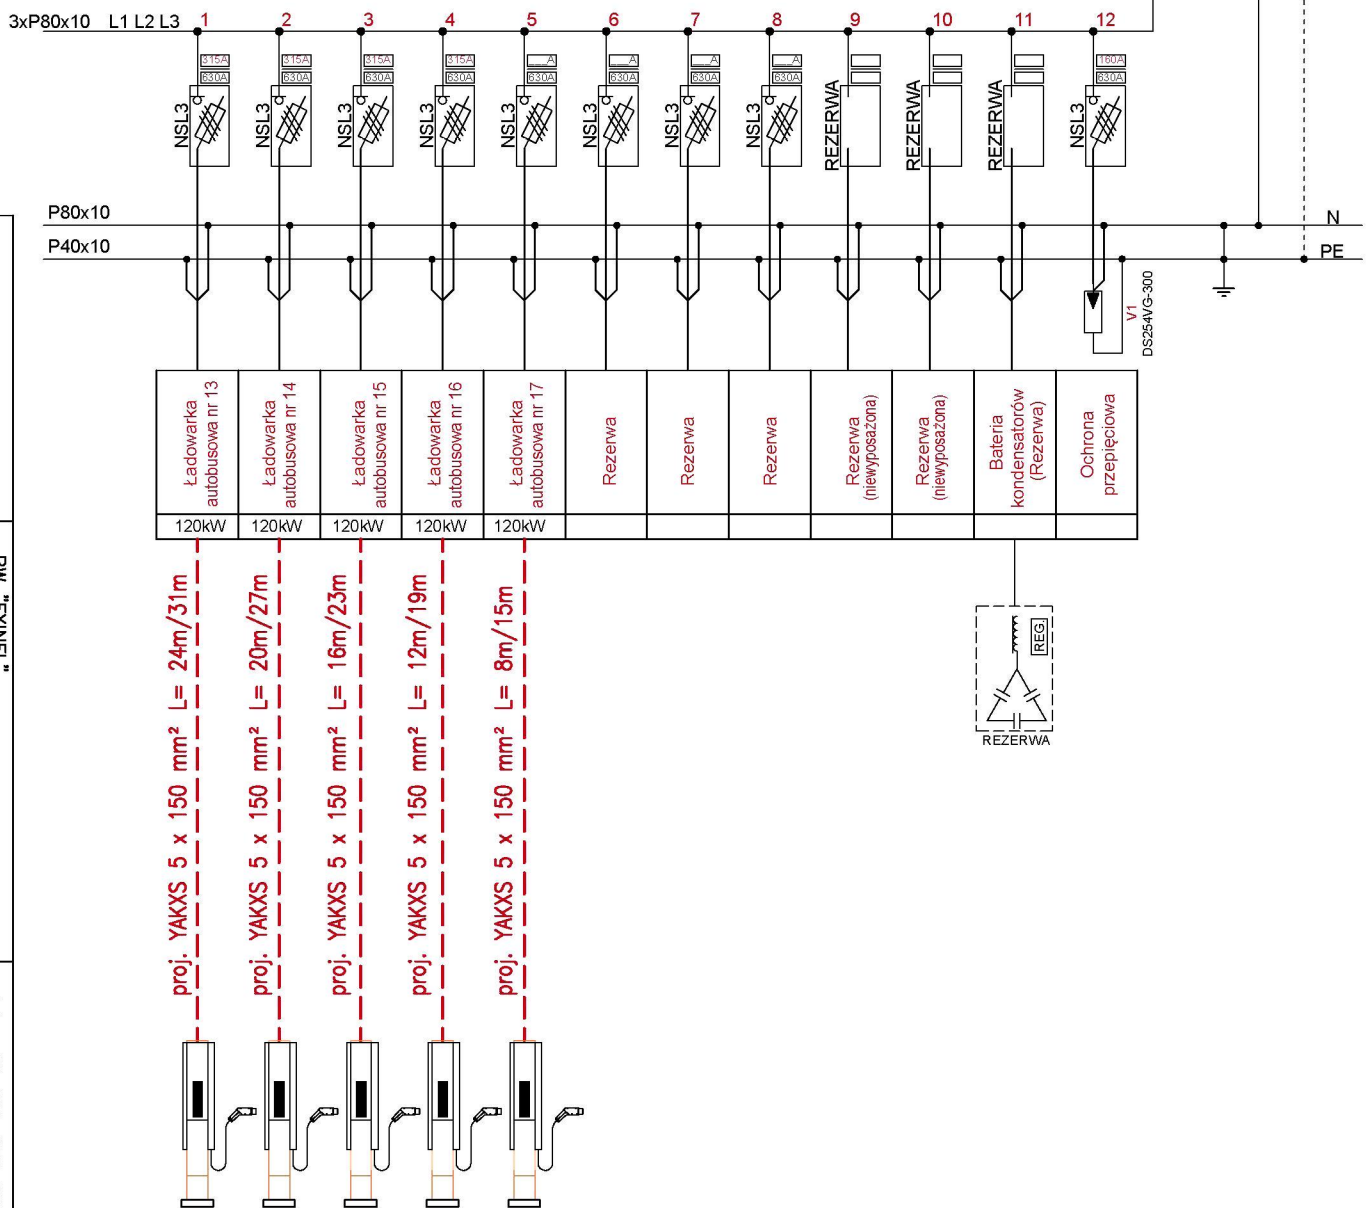 3xP80x10 L1 L2 L3 1 2 3 4 5 6 7 8 9 10 11 12
315A 315A 315A 315A ___A ___A ___A ___A 160A
630A 630A 630A 630A 630A 630A 630A 630A 630A
NSL3 NSL3 NSL3 NSL3 NSL3 NSL3 NSL3 NSL3 REZERWA REZERWA REZERWA NSL3
P80x10 N
P40x10 PE
V1
DS254VG-300
Ładowarka
autobusowa nr 13
Ładowarka
autobusowa nr 14
Ładowarka
autobusowa nr 15
Ładowarka
autobusowa nr 16
Ładowarka
autobusowa nr 17
Rezerwa
Rezerwa
Rezerwa
Rezerwa
(niewyposażona)
Rezerwa
(niewyposażona)
Bateria
kondensatorów
(Rezerwa)
Ochrona
przepięciowa
120kW 120kW 120kW 120kW 120kW
proj. YAKXS 5 x 150 mm² L= 24m/31m
proj. YAKXS 5 x 150 mm² L= 20m/27m
proj. YAKXS 5 x 150 mm² L= 16m/23m
proj. YAKXS 5 x 150 mm² L= 12m/19m
proj. YAKXS 5 x 150 mm² L= 8m/15m
REG.
REZERWA